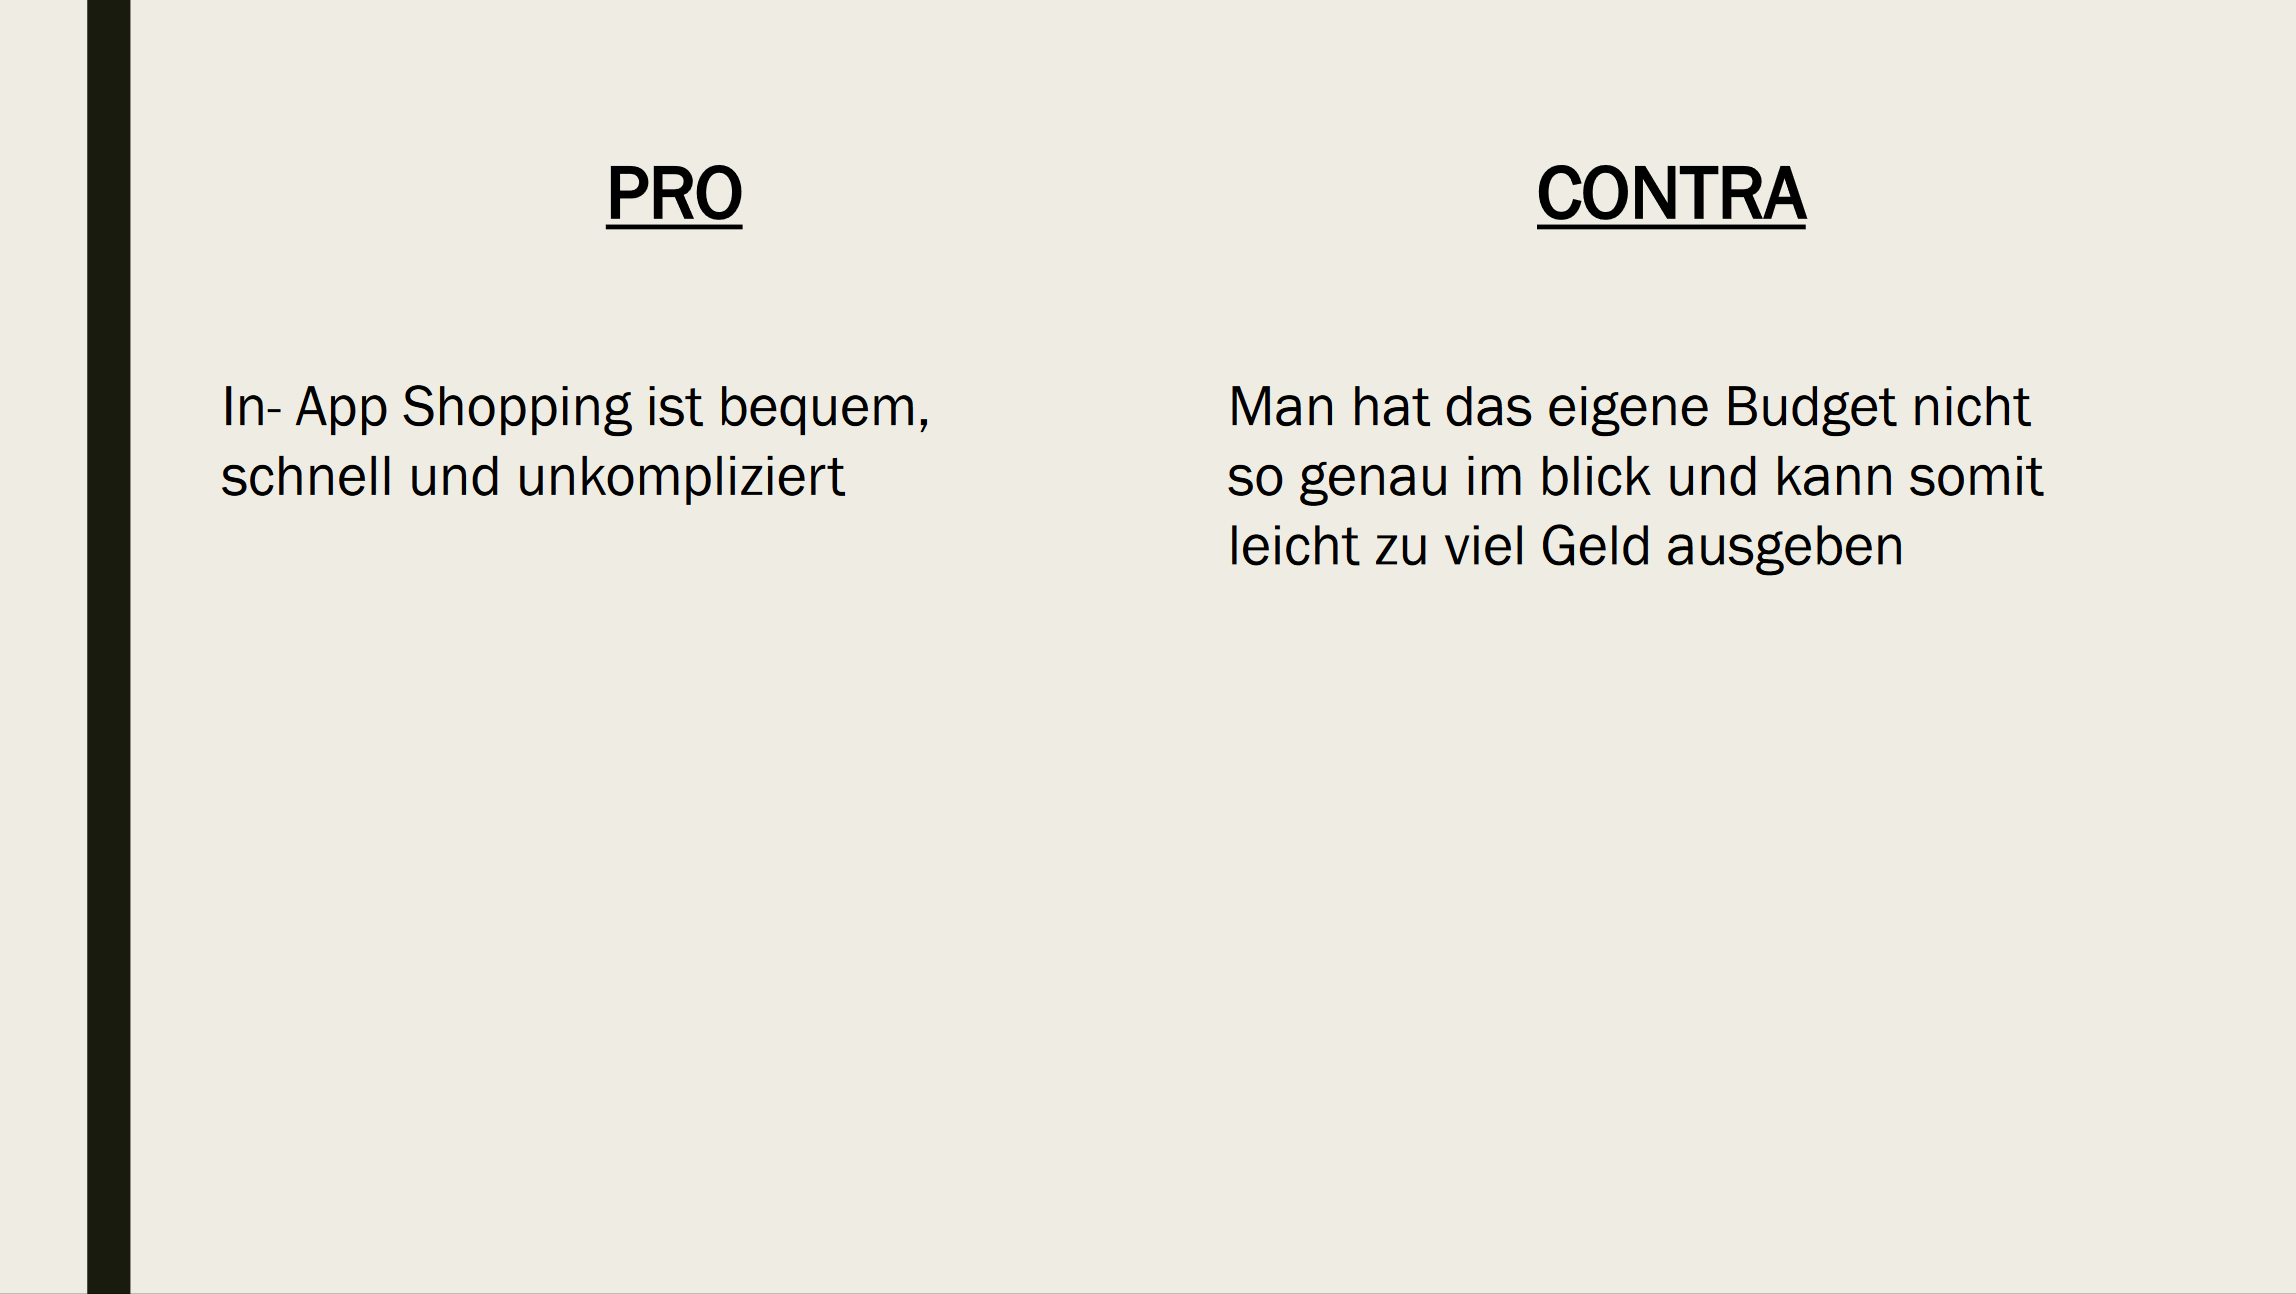 PRO
In- App Shopping ist bequem,
schnell und unkompliziert
CONTRA
Man hat das eigene Budget nicht
so genau im blick und kann somit
leicht zu viel Geld ausgeben